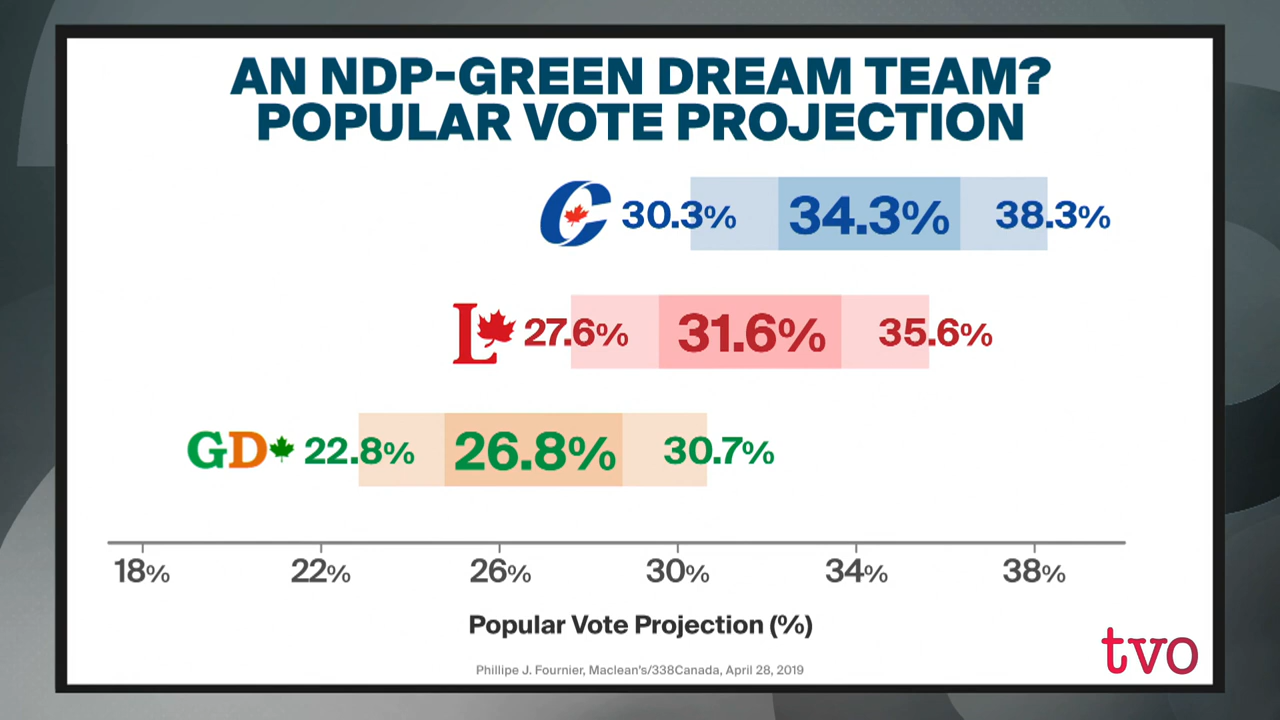 AN NDP-GREEN DREAM TEAM?
POPULAR VOTE PROJECTION
C 30.3% 34.3% 38.3%
L 27.6% 31.6% 35.6%
GD 22.8% 26.8% 30.7%
18% 22% 26% 30% 34% 38%
Popular Vote Projection (%)
Phillipe J. Fournier, Maclean's/338Canada, April 28, 2019
tvo